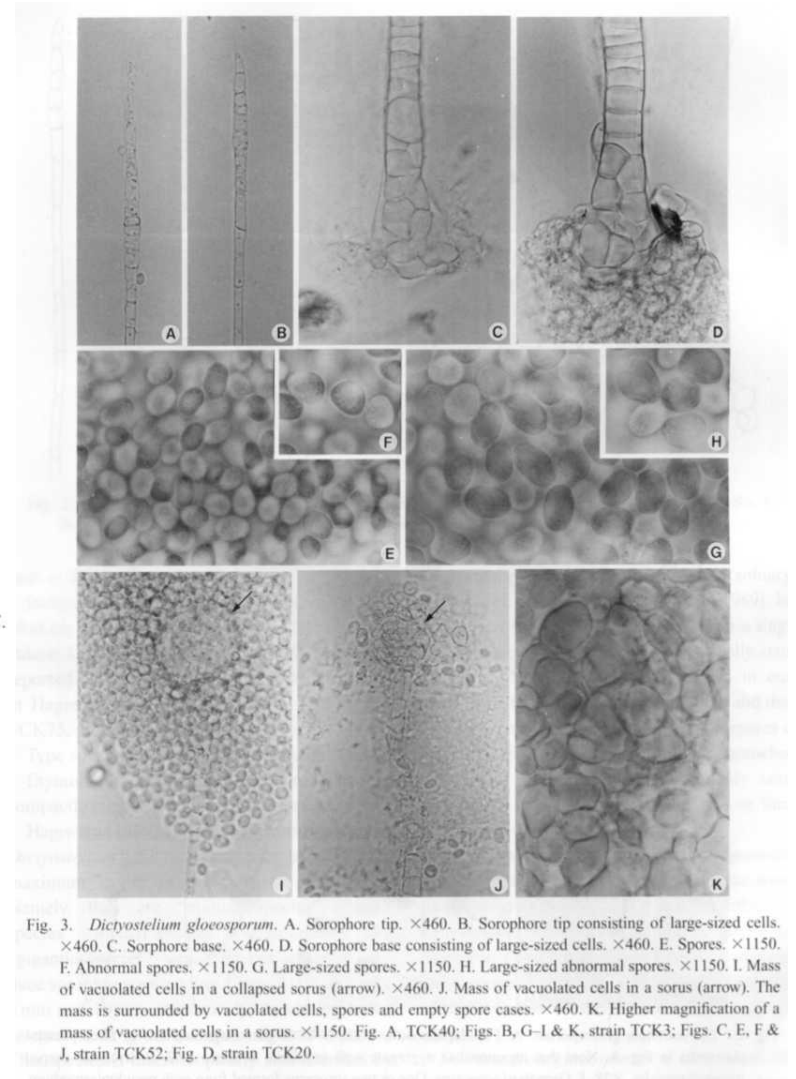 A
B
C
D
F
H
E
G
I
J
K
Fig. 3. Dictyostelium gloeosporum. A. Sorophore tip. ×460. B. Sorophore tip consisting of large-sized cells.
×460. C. Sorphore base. ×460. D. Sorophore base consisting of large-sized cells. ×460. E. Spores. ×1150.
F. Abnormal spores. ×1150. G. Large-sized spores. ×1150. H. Large-sized abnormal spores. ×1150. I. Mass
of vacuolated cells in a collapsed sorus (arrow). ×460. J. Mass of vacuolated cells in a sorus (arrow). The
mass is surrounded by vacuolated cells, spores and empty spore cases. ×460. K. Higher magnification of a
mass of vacuolated cells in a sorus. ×1150. Fig. A, TCK40; Figs. B, G–I & K, strain TCK3; Figs. C, E, F &
J, strain TCK52; Fig. D, strain TCK20.